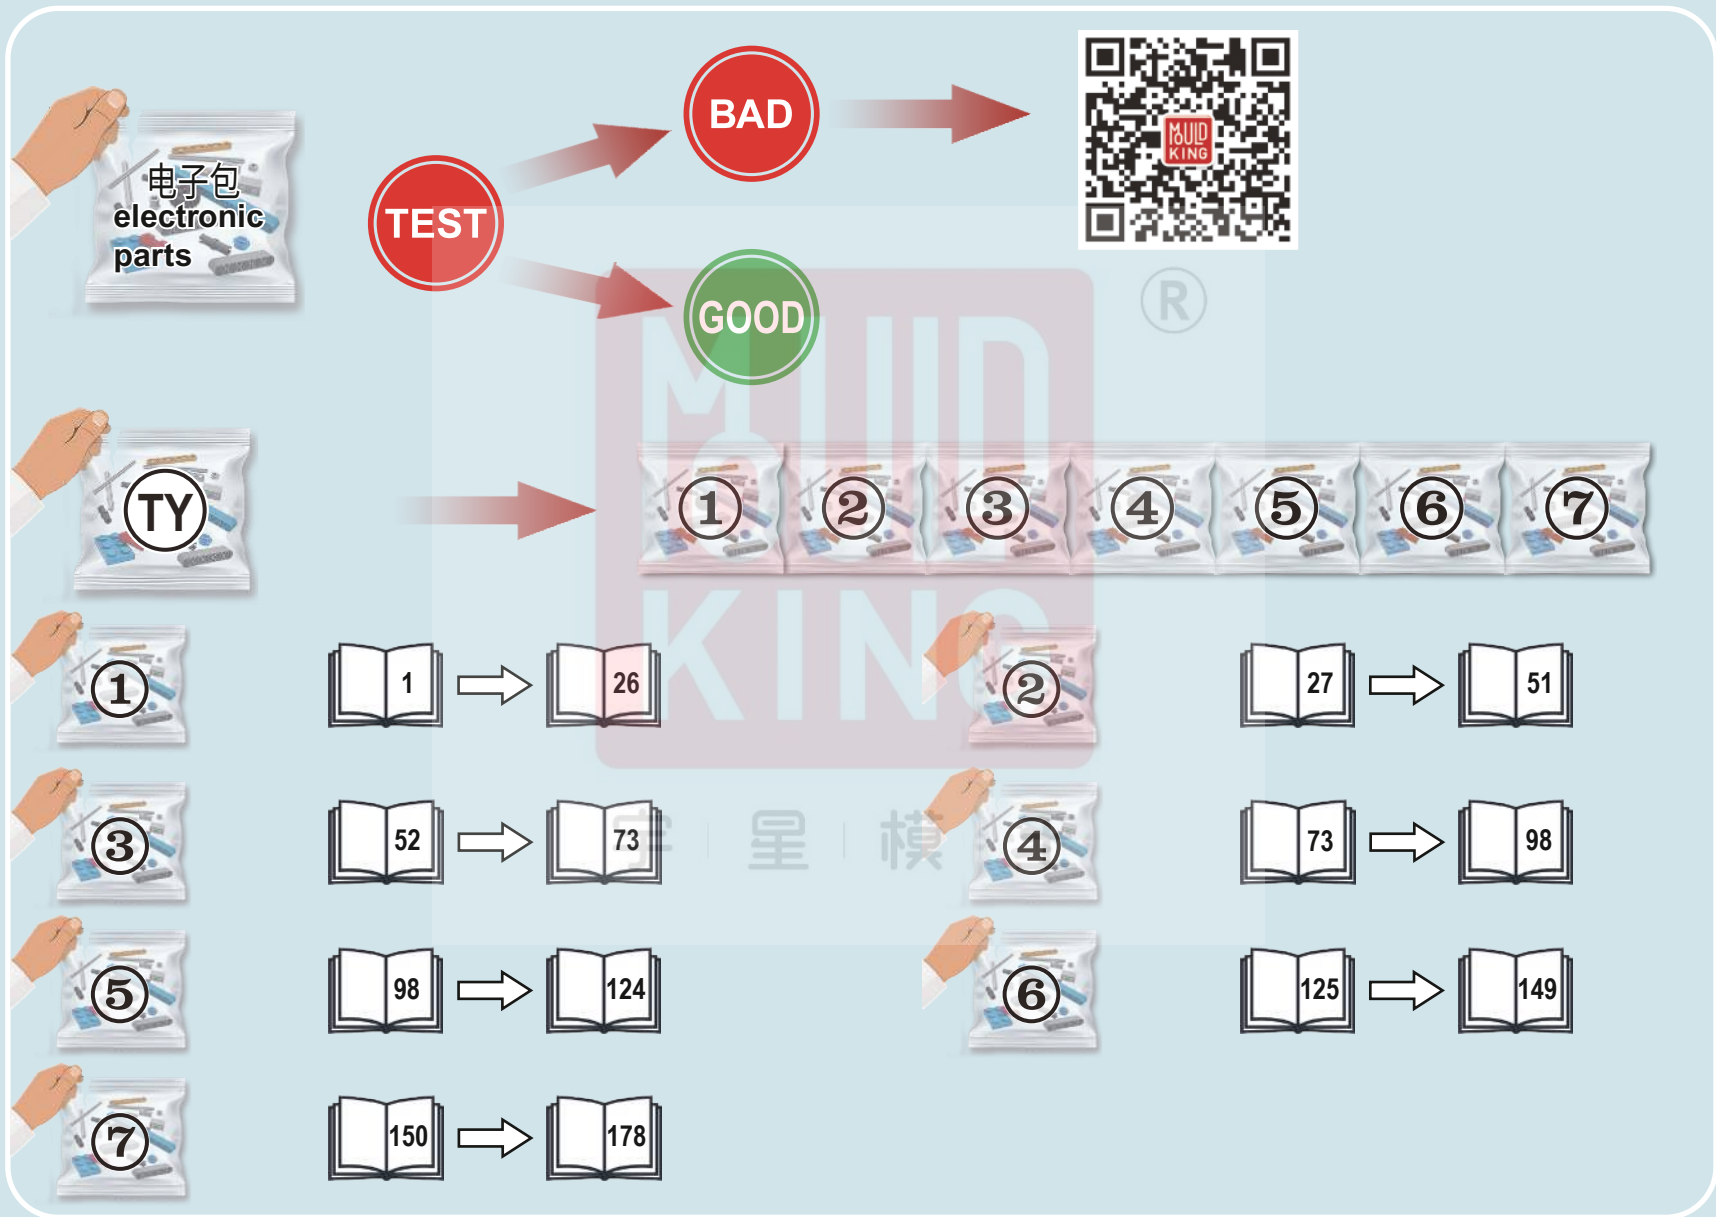 电子包
electronic
parts
TEST
BAD
GOOD
MOULD
KING
®
TY
1 2 3 4 5 6 7
1 1 26
2 27 51
3 52 73
4 73 98
5 98 124
6 125 149
7 150 178
MOULD
KING
宇 星 模